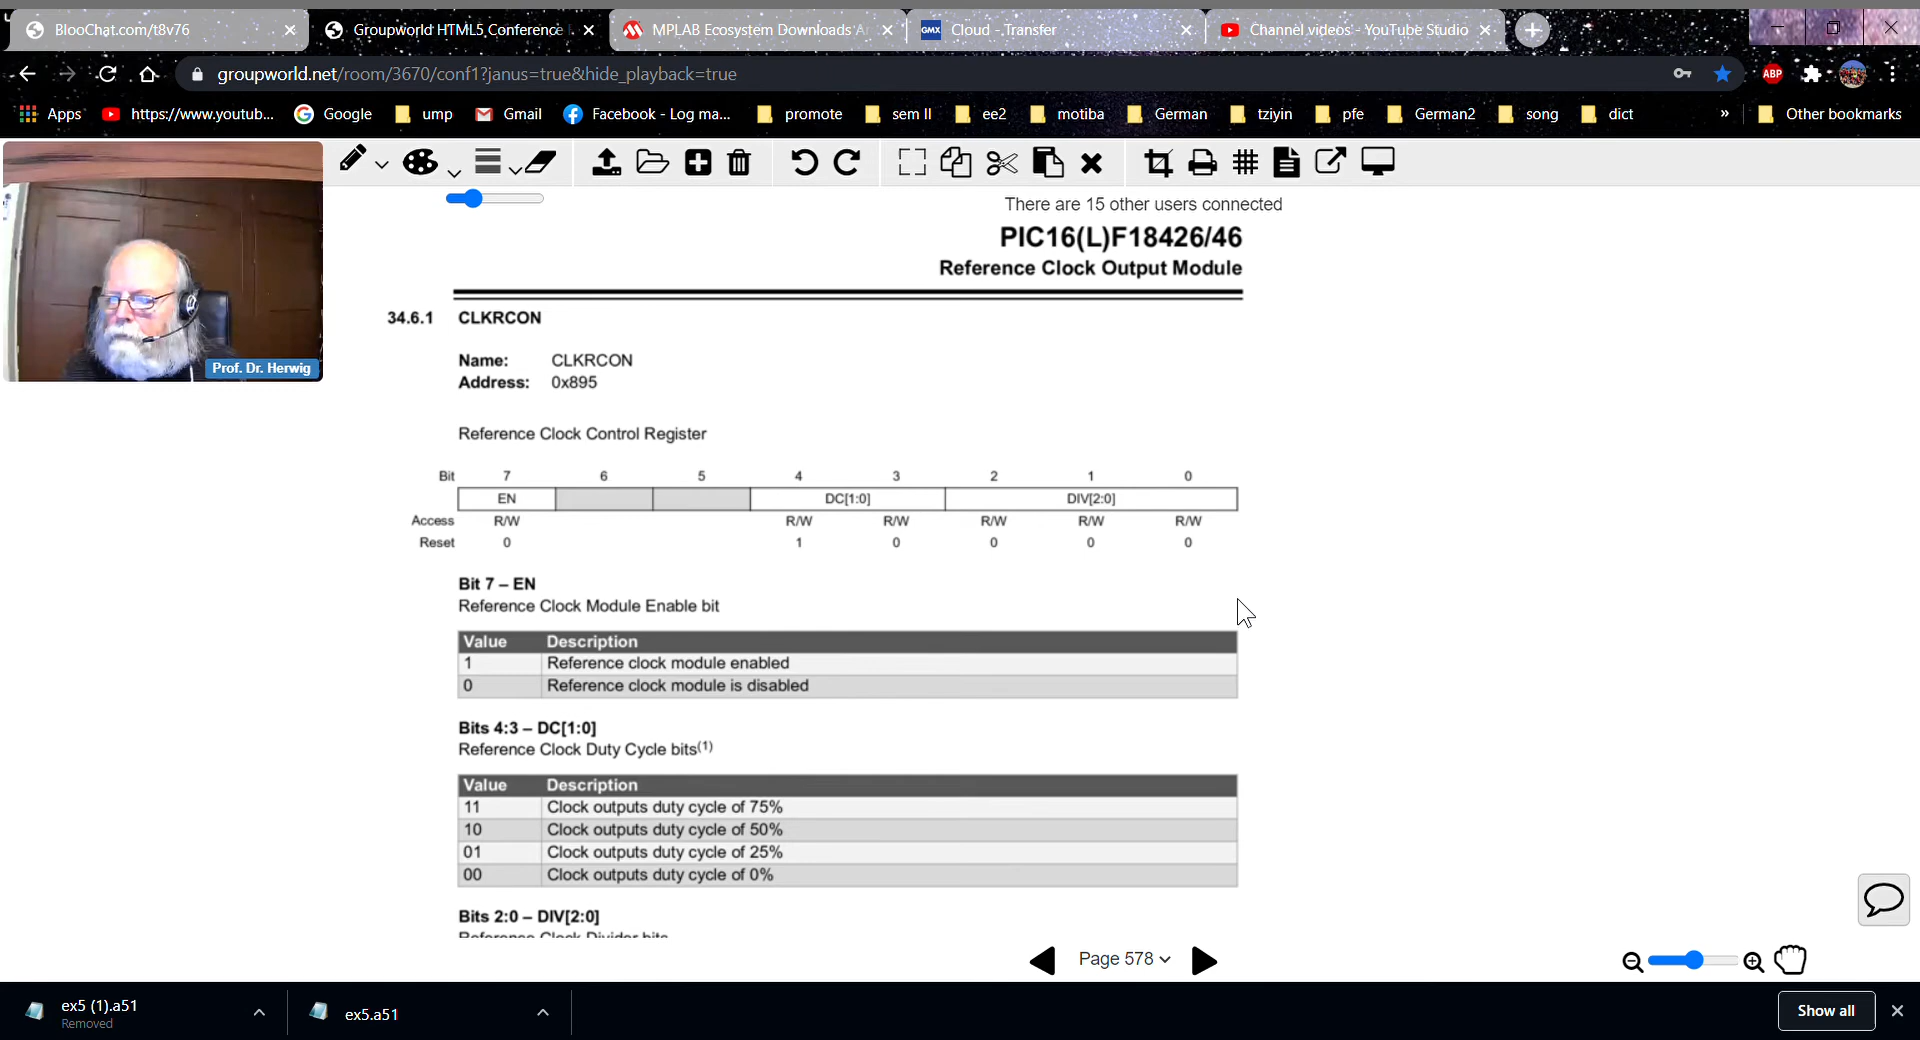 BlooChat.com/t8v76
Groupworld HTML5 Conference
MPLAB Ecosystem Downloads
GMX Cloud - Transfer
Channel videos - YouTube Studio
groupworld.net/room/3670/conf1?janus=true&hide_playback=true
ABP
Apps https://www.youtub... Google ump Gmail Facebook - Log ma... promote sem II ee2 motiba German tziyin pfe German2 song dict » Other bookmarks
There are 15 other users connected
PIC16(L)F18426/46
Reference Clock Output Module
Prof. Dr. Herwig
34.6.1 CLKRCON
Name: CLKRCON
Address: 0x895
Reference Clock Control Register
Bit 7 6 5 4 3 2 1 0
EN DC[1:0] DIV[2:0]
Access R/W R/W R/W R/W R/W R/W
Reset 0 1 0 0 0 0
Bit 7 – EN
Reference Clock Module Enable bit
Value Description
1 Reference clock module enabled
0 Reference clock module is disabled
Bits 4:3 – DC[1:0]
Reference Clock Duty Cycle bits(1)
Value Description
11 Clock outputs duty cycle of 75%
10 Clock outputs duty cycle of 50%
01 Clock outputs duty cycle of 25%
00 Clock outputs duty cycle of 0%
Bits 2:0 – DIV[2:0]
Reference Clock Divider bits
Page 578
ex5 (1).a51
Removed
ex5.a51
Show all